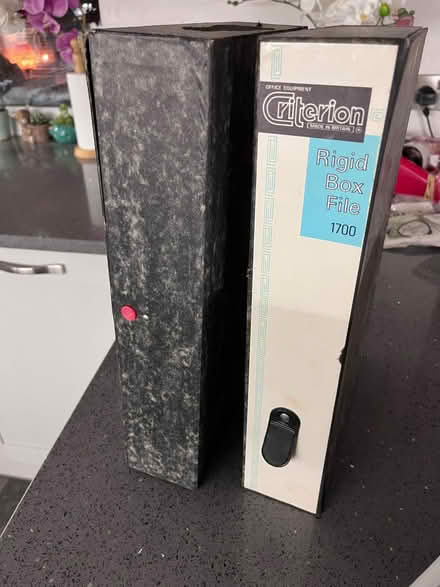 OFFICE EQUIPMENT
Criterion
MADE IN BRITAIN
Rigid
Box
File
1700